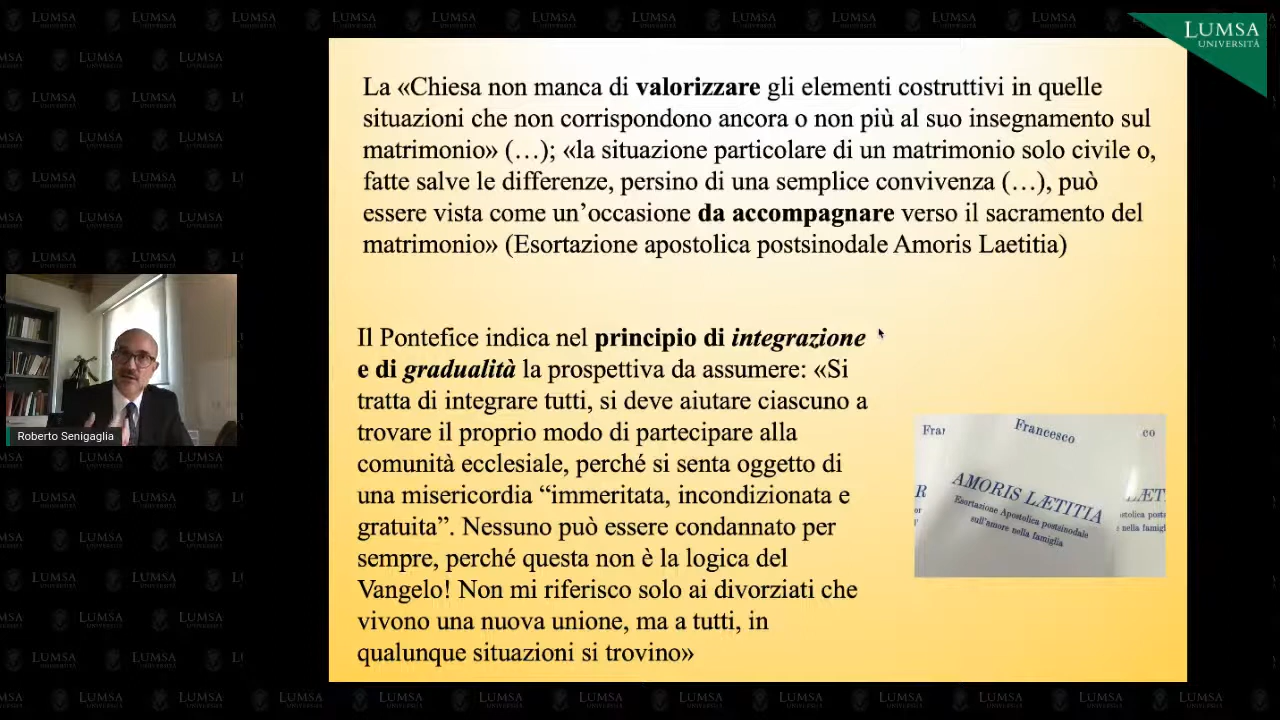 LUMSA
UNIVERSITÀ
La «Chiesa non manca di valorizzare gli elementi costruttivi in quelle
situazioni che non corrispondono ancora o non più al suo insegnamento sul
matrimonio» (…); «la situazione particolare di un matrimonio solo civile o,
fatte salve le differenze, persino di una semplice convivenza (…), può
essere vista come un’occasione da accompagnare verso il sacramento del
matrimonio» (Esortazione apostolica postsinodale Amoris Laetitia)
Il Pontefice indica nel principio di integrazione
e di gradualità la prospettiva da assumere: «Si
tratta di integrare tutti, si deve aiutare ciascuno a
trovare il proprio modo di partecipare alla
comunità ecclesiale, perché si senta oggetto di
una misericordia “immeritata, incondizionata e
gratuita”. Nessuno può essere condannato per
sempre, perché questa non è la logica del
Vangelo! Non mi riferisco solo ai divorziati che
vivono una nuova unione, ma a tutti, in
qualunque situazioni si trovino»
Francesco
AMORIS LÆTITIA
Esortazione Apostolica postsinodale
sull'amore nella famiglia
Roberto Senigaglia